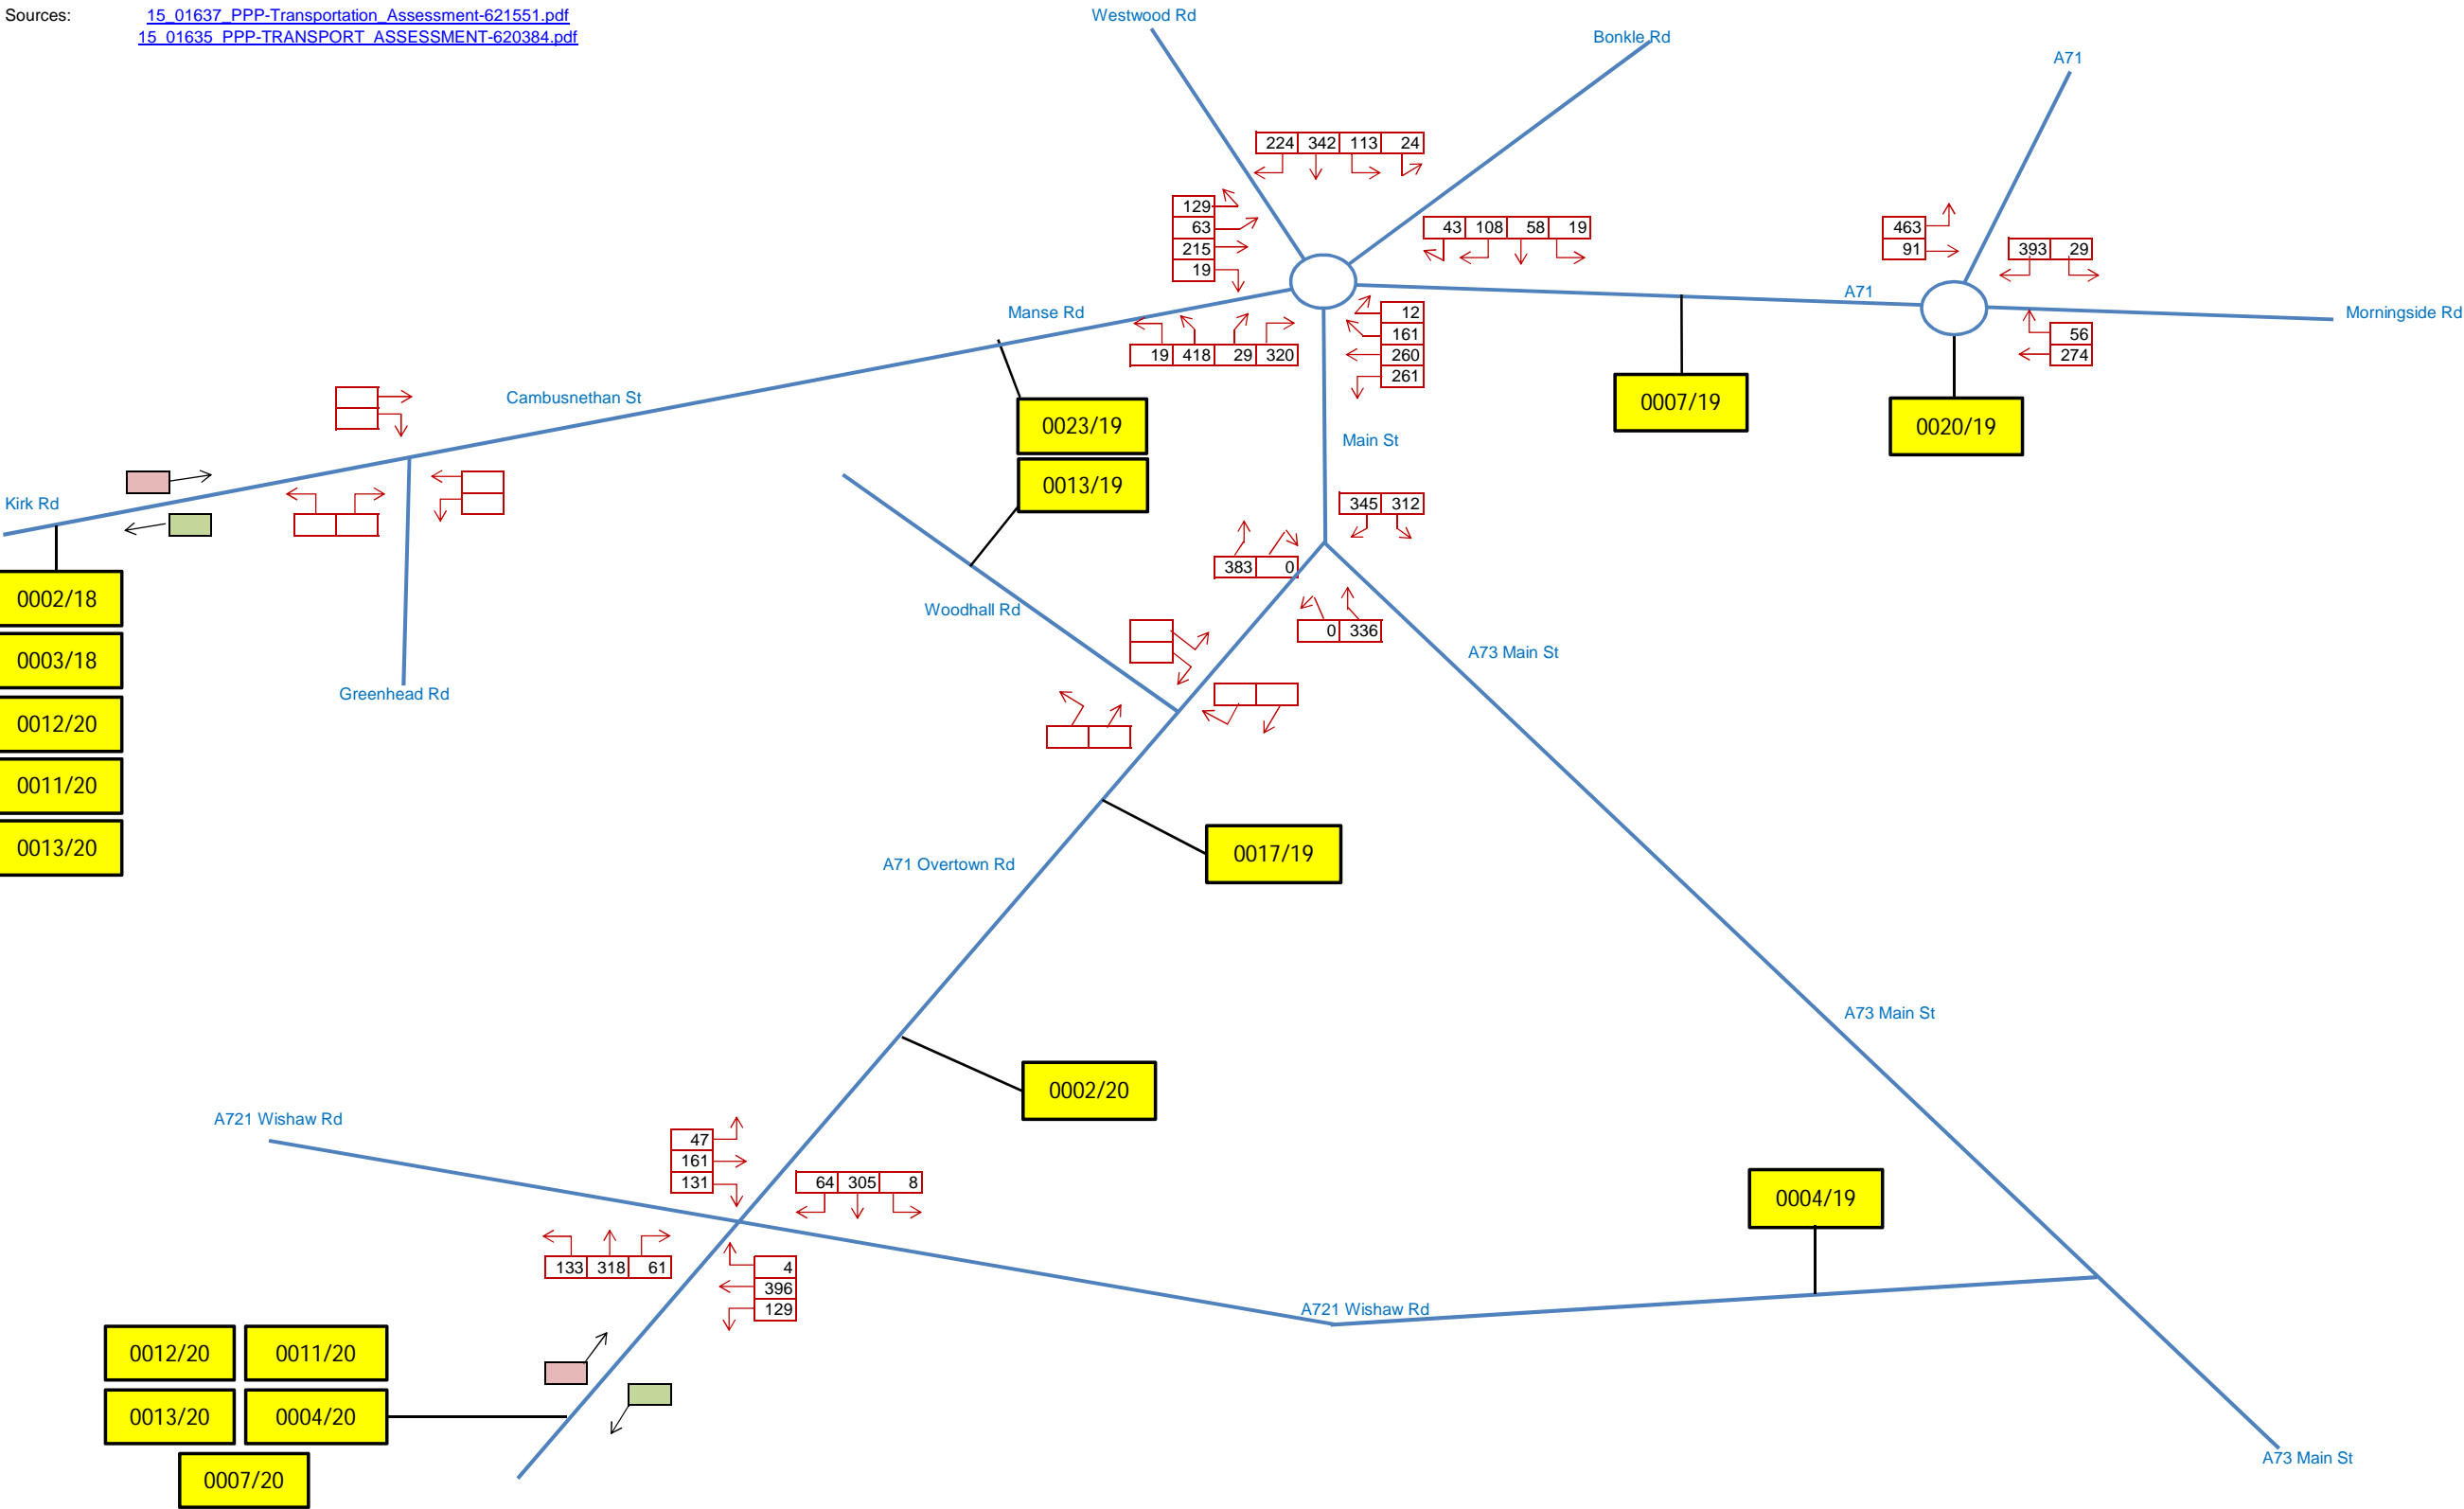 Sources: 15_01637_PPP-Transportation_Assessment-621551.pdf
15_01635_PPP-TRANSPORT_ASSESSMENT-620384.pdf
Westwood Rd
Bonkle Rd
A71
224 342 113 24
129
63
215
19
43 108 58 19
463
91
393 29
Manse Rd
A71
Morningside Rd
19 418 29 320
12
161
260
261
56
274
Cambusnethan St
0007/19
0020/19
0023/19
Main St
0013/19
Kirk Rd
345 312
383 0
0002/18
Woodhall Rd
0 336
0003/18
A73 Main St
Greenhead Rd
0012/20
0011/20
0013/20
0017/19
A71 Overtown Rd
A73 Main St
0002/20
A721 Wishaw Rd
47
161
131
64 305 8
0004/19
133 318 61
4
396
129
A721 Wishaw Rd
0012/20 0011/20
0013/20 0004/20
0007/20
A73 Main St